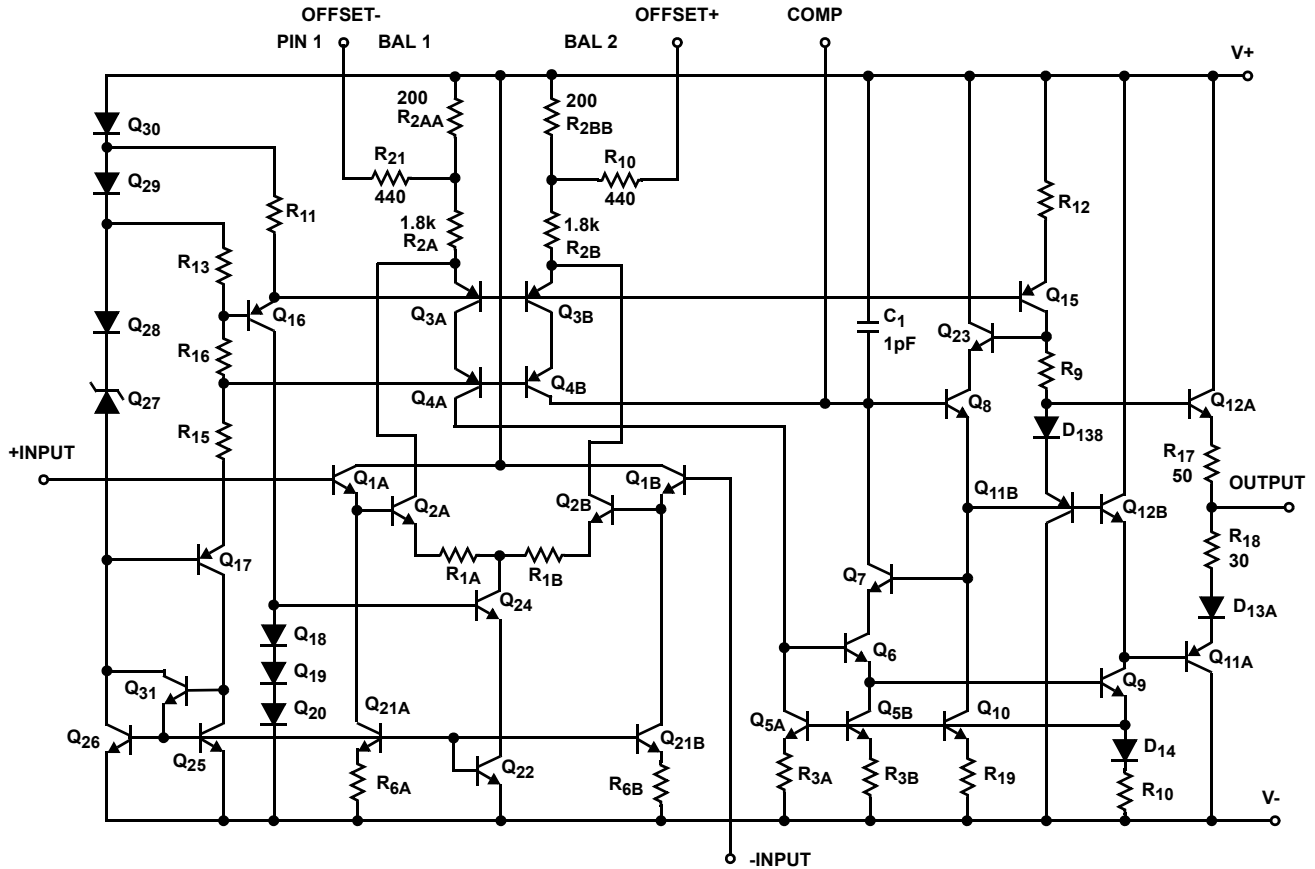 OFFSET-
OFFSET+
COMP
PIN 1
BAL 1
BAL 2
V+
200
R2AA
200
R2BB
Q30
R21
440
R10
440
Q29
R11
1.8k
R2A
1.8k
R2B
R12
R13
Q16
Q3A
Q3B
Q15
C1
1pF
Q28
R16
Q23
R9
Q27
Q4A
Q4B
Q8
Q12A
D138
R15
+INPUT
R17
50
Q1A
Q1B
OUTPUT
Q2A
Q2B
Q11B
Q12B
R18
30
Q17
R1A
R1B
Q7
Q24
D13A
Q18
Q6
Q11A
Q19
Q31
Q9
Q20
Q21A
Q5A
Q5B
Q10
Q26
Q25
Q22
Q21B
D14
R6A
R6B
R3A
R3B
R19
R10
V-
-INPUT